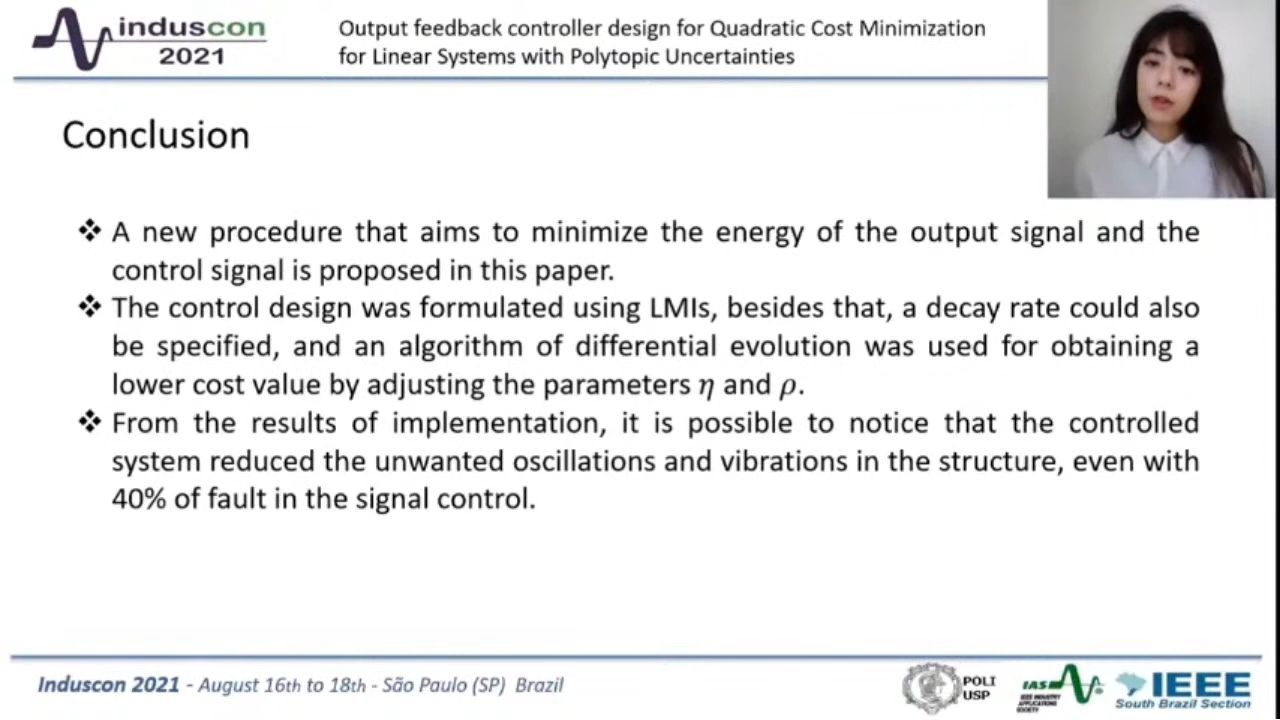 induscon
2021
Output feedback controller design for Quadratic Cost Minimization
for Linear Systems with Polytopic Uncertainties
Conclusion
❖ A new procedure that aims to minimize the energy of the output signal and the
control signal is proposed in this paper.
❖ The control design was formulated using LMIs, besides that, a decay rate could also
be specified, and an algorithm of differential evolution was used for obtaining a
lower cost value by adjusting the parameters η and ρ.
❖ From the results of implementation, it is possible to notice that the controlled
system reduced the unwanted oscillations and vibrations in the structure, even with
40% of fault in the signal control.
Induscon 2021 - August 16th to 18th - São Paulo (SP) Brazil
POLI
USP
IAS
IEEE INDUSTRY
APPLICATIONS
SOCIETY
IEEE
South Brazil Section